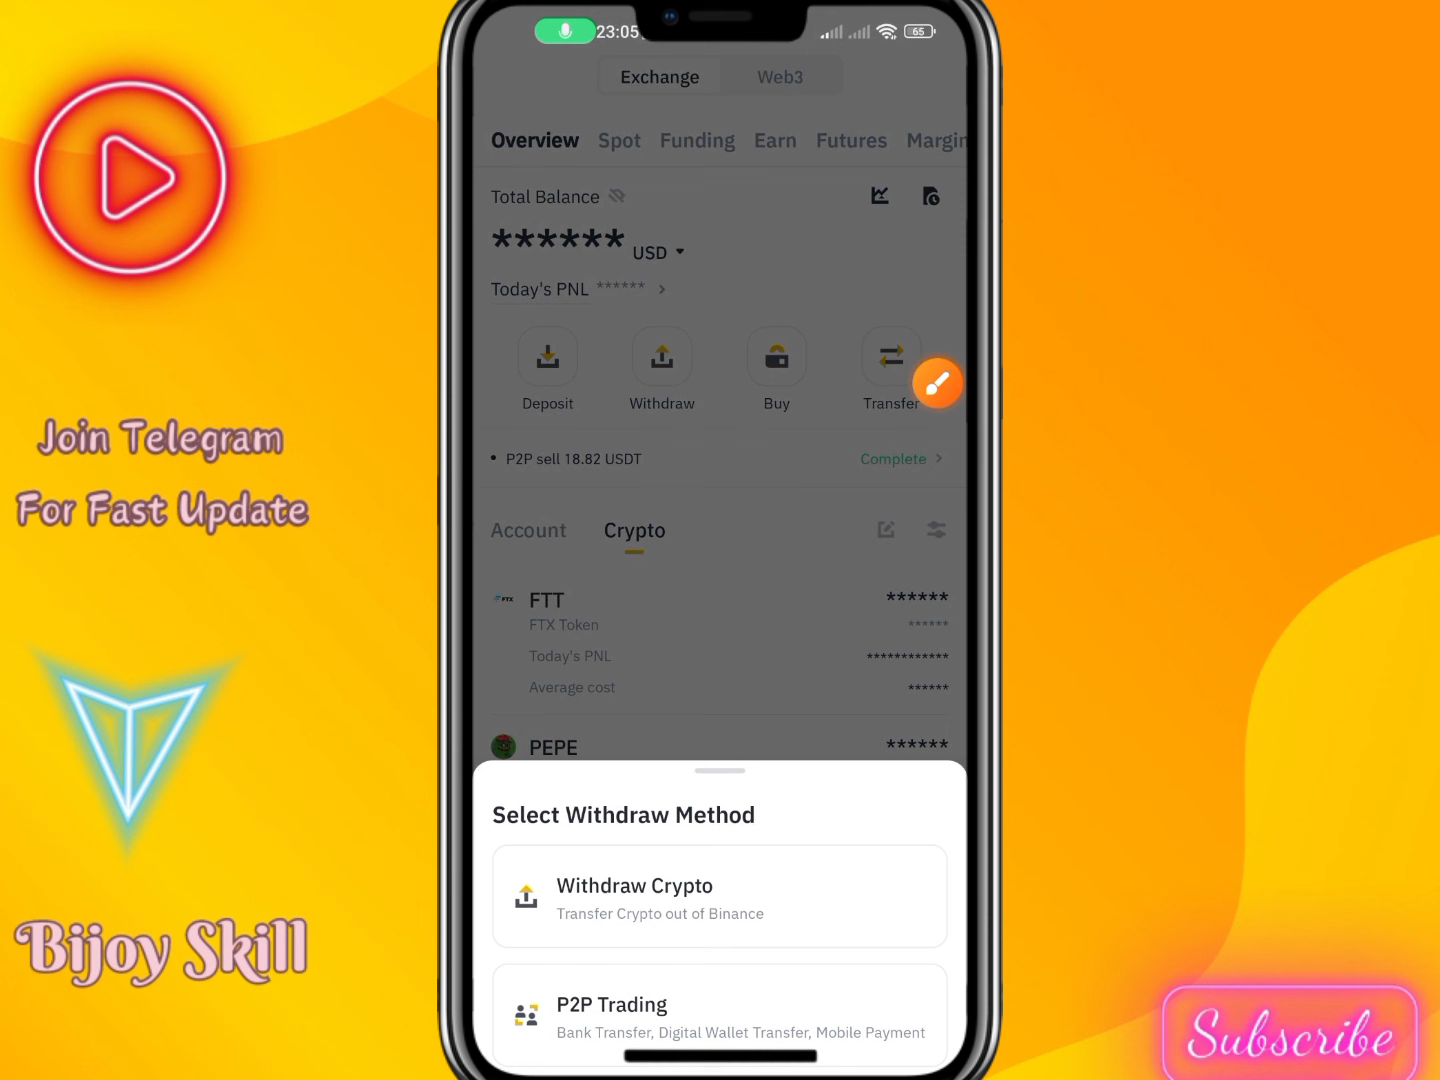 23:05
65
Exchange Web3
Overview Spot Funding Earn Futures Margin
Total Balance
****** USD
Today's PNL ******
Deposit Withdraw Buy Transfer
P2P sell 18.82 USDT Complete
Account Crypto
FTX FTT ******
FTX Token ******
Today's PNL ************
Average cost ******
PEPE ******
Select Withdraw Method
Withdraw Crypto
Transfer Crypto out of Binance
P2P Trading
Bank Transfer, Digital Wallet Transfer, Mobile Payment
Join Telegram
For Fast Update
Bijoy Skill
Subscribe